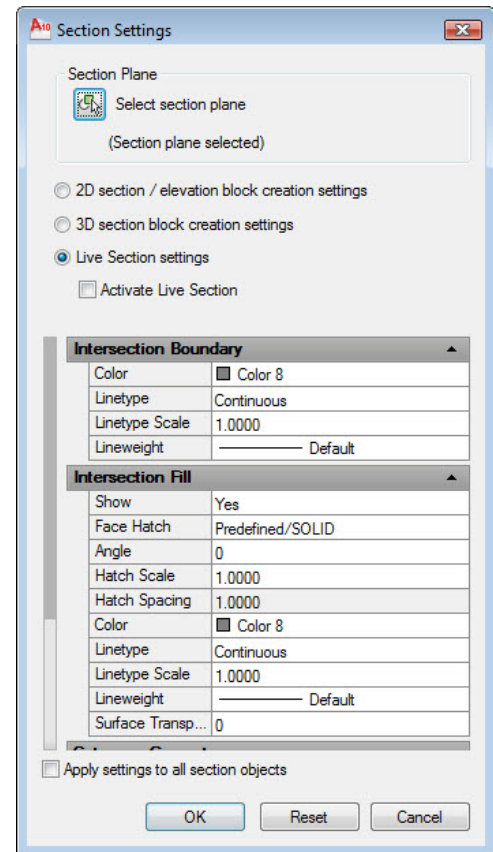 A10 Section Settings
Section Plane
Select section plane
(Section plane selected)
2D section / elevation block creation settings
3D section block creation settings
Live Section settings
Activate Live Section
Intersection Boundary
Color Color 8
Linetype Continuous
Linetype Scale 1.0000
Lineweight Default
Intersection Fill
Show Yes
Face Hatch Predefined/SOLID
Angle 0
Hatch Scale 1.0000
Hatch Spacing 1.0000
Color Color 8
Linetype Continuous
Linetype Scale 1.0000
Lineweight Default
Surface Transp... 0
Apply settings to all section objects
OK Reset Cancel